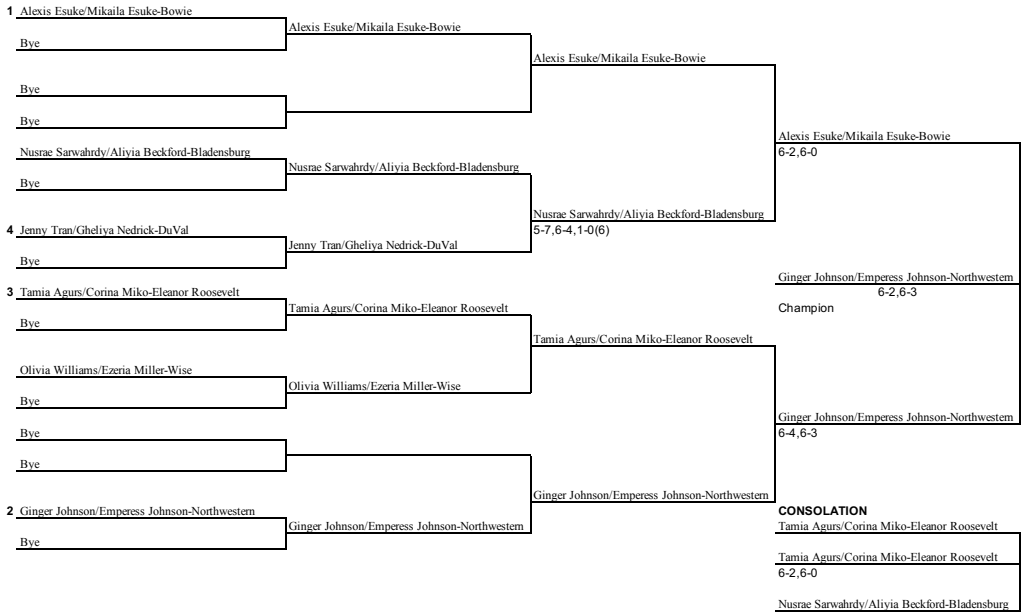 1 Alexis Esuke/Mikaila Esuke-Bowie
Bye
Bye
Bye
Nusrae Sarwahrdy/Aliyia Beckford-Bladensburg
Bye
4 Jenny Tran/Gheliya Nedrick-DuVal
Bye
3 Tamia Agurs/Corina Miko-Eleanor Roosevelt
Bye
Olivia Williams/Ezeria Miller-Wise
Bye
Bye
Bye
2 Ginger Johnson/Emperess Johnson-Northwestern
Bye
Alexis Esuke/Mikaila Esuke-Bowie
Nusrae Sarwahrdy/Aliyia Beckford-Bladensburg
Jenny Tran/Gheliya Nedrick-DuVal
Tamia Agurs/Corina Miko-Eleanor Roosevelt
Olivia Williams/Ezeria Miller-Wise
Ginger Johnson/Emperess Johnson-Northwestern
Alexis Esuke/Mikaila Esuke-Bowie
Nusrae Sarwahrdy/Aliyia Beckford-Bladensburg
5-7,6-4,1-0(6)
Tamia Agurs/Corina Miko-Eleanor Roosevelt
Ginger Johnson/Emperess Johnson-Northwestern
Alexis Esuke/Mikaila Esuke-Bowie
6-2,6-0
Ginger Johnson/Emperess Johnson-Northwestern
6-2,6-3
Champion
Ginger Johnson/Emperess Johnson-Northwestern
6-4,6-3
CONSOLATION
Tamia Agurs/Corina Miko-Eleanor Roosevelt
Tamia Agurs/Corina Miko-Eleanor Roosevelt
6-2,6-0
Nusrae Sarwahrdy/Aliyia Beckford-Bladensburg